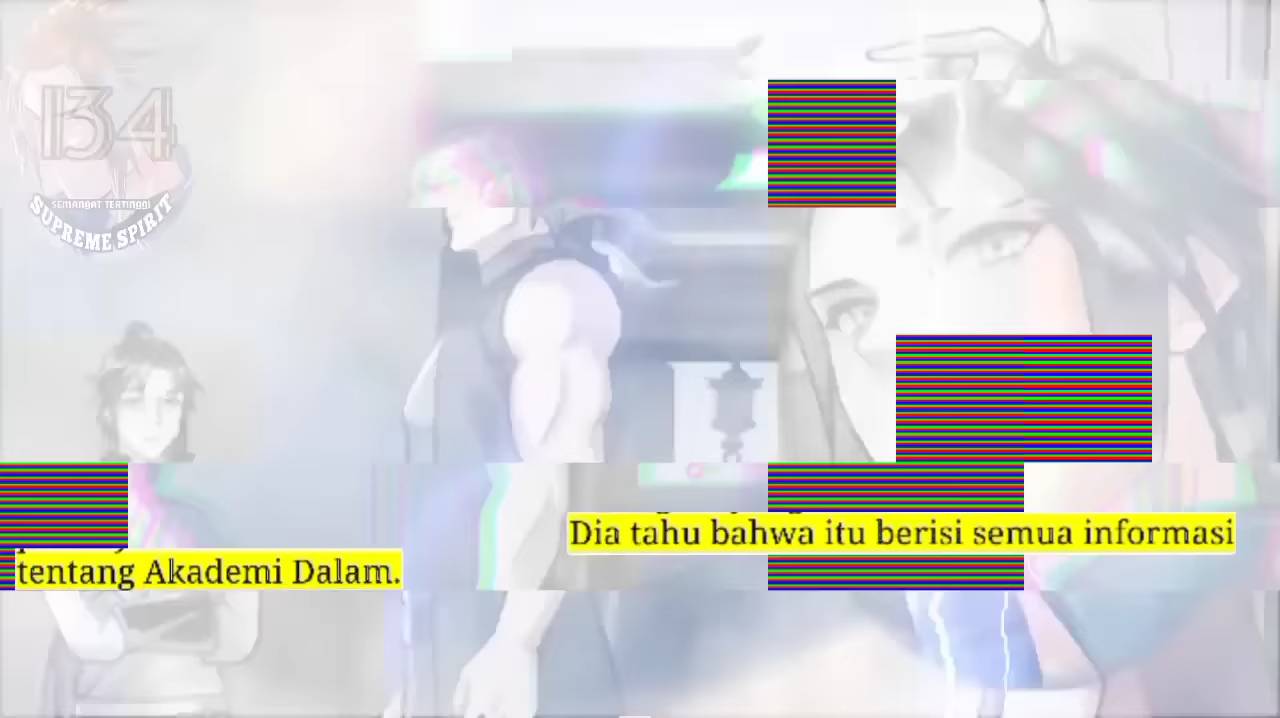 134
SEMANGAT TERTINGGI
SUPREME SPIRIT
Dia tahu bahwa itu berisi semua informasi
tentang Akademi Dalam.